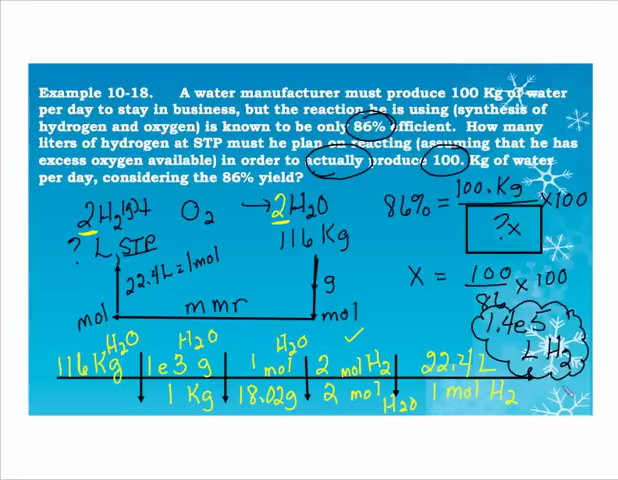 Example 10-18. A water manufacturer must produce 100 Kg of water
per day to stay in business, but the reaction he is using (synthesis of
hydrogen and oxygen) is known to be only 86% efficient. How many
liters of hydrogen at STP must he plan on reacting (assuming that he has
excess oxygen available) in order to actually produce 100. Kg of water
per day, considering the 86% yield?
2H2(g)+ O2 → 2H2O
86% = 100. Kg × 100
? x
? L STP
116 Kg
22.4L = 1mol
g
X = 100 × 100
86
mol
mmr
mol
1.4e5
L H2
H2O H2O H2O ✓
116 Kg 1e3 g 1 mol 2 mol H2 22.4L
1 Kg 18.02g 2 mol H2O 1 mol H2